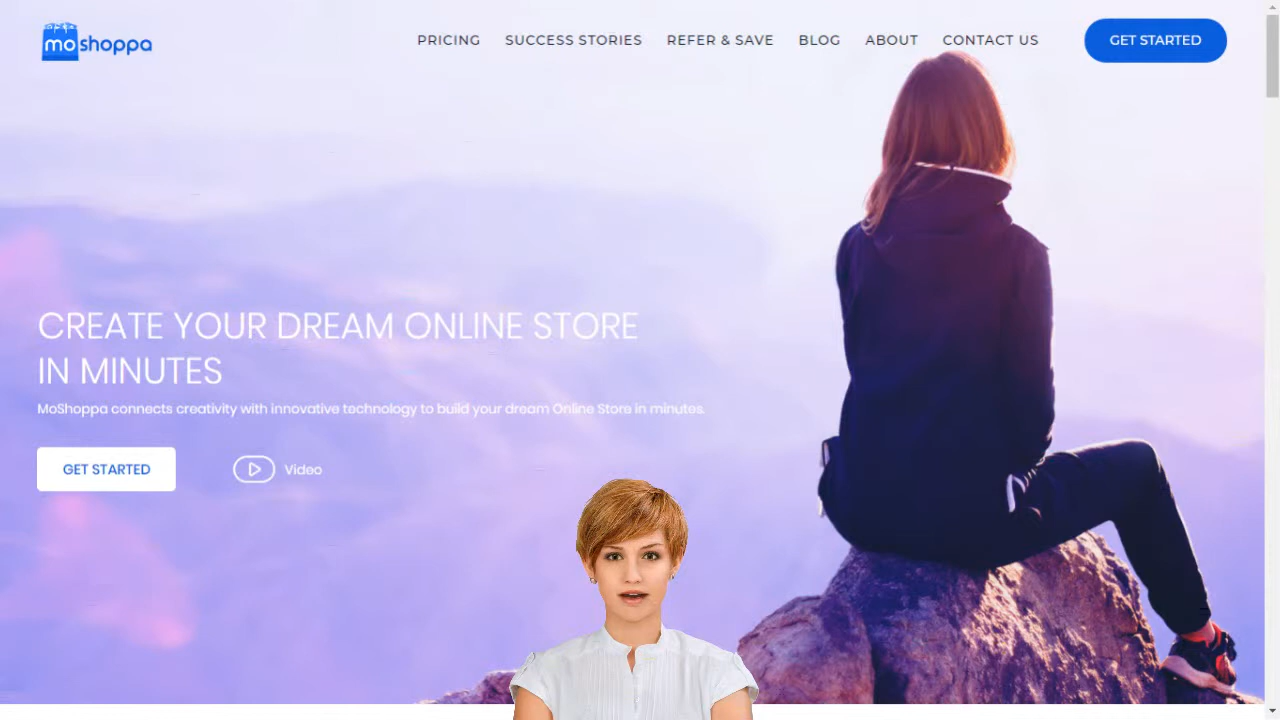 moshoppa
PRICING SUCCESS STORIES REFER & SAVE BLOG ABOUT CONTACT US GET STARTED
CREATE YOUR DREAM ONLINE STORE
IN MINUTES
MoShoppa connects creativity with innovative technology to build your dream Online Store in minutes.
GET STARTED Video